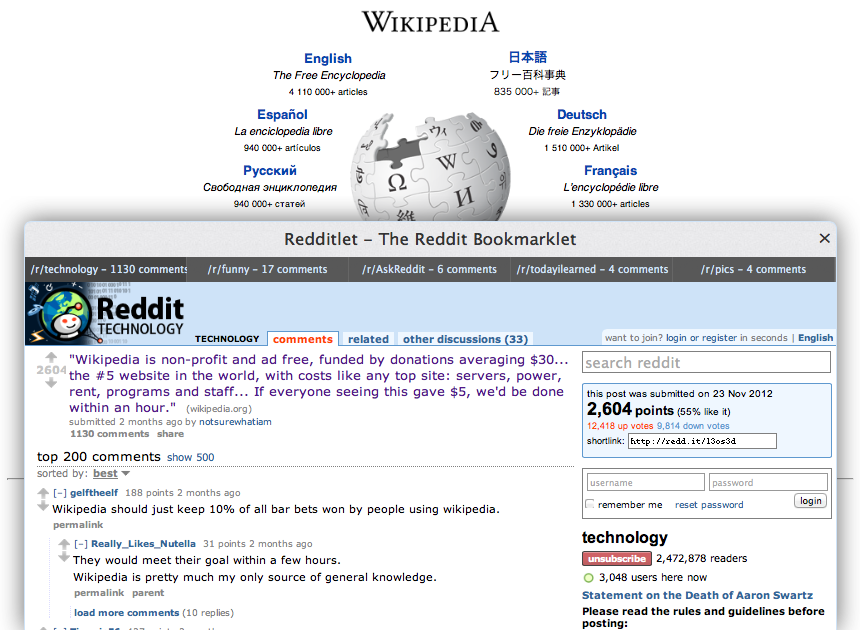 WIKIPEDIA
English
The Free Encyclopedia
4 110 000+ articles
日本語
フリー百科事典
835 000+ 記事
Español
La enciclopedia libre
940 000+ artículos
Deutsch
Die freie Enzyklopädie
1 510 000+ Artikel
Русский
Свободная энциклопедия
940 000+ статей
Français
L'encyclopédie libre
1 330 000+ articles
Ω W И ウィ 維
Redditlet – The Reddit Bookmarklet ×
/r/technology – 1130 comments /r/funny – 17 comments /r/AskReddit – 6 comments /r/todayilearned – 4 comments /r/pics – 4 comments
Reddit
TECHNOLOGY
TECHNOLOGY comments related other discussions (33)
want to join? login or register in seconds | English
2604
"Wikipedia is non-profit and ad free, funded by donations averaging $30...
the #5 website in the world, with costs like any top site: servers, power,
rent, programs and staff... If everyone seeing this gave $5, we'd be done
within an hour." (wikipedia.org)
submitted 2 months ago by notsurewhatiam
1130 comments share
top 200 comments show 500
sorted by: best
[–] gelftheelf 188 points 2 months ago
Wikipedia should just keep 10% of all bar bets won by people using wikipedia.
permalink
[–] Really_Likes_Nutella 31 points 2 months ago
They would meet their goal within a few hours.
Wikipedia is pretty much my only source of general knowledge.
permalink parent
load more comments (10 replies)
search reddit
this post was submitted on 23 Nov 2012
2,604 points (55% like it)
12,418 up votes 9,814 down votes
shortlink: http://redd.it/13os3d
username password
remember me reset password login
technology
unsubscribe 2,472,878 readers
3,048 users here now
Statement on the Death of Aaron Swartz
Please read the rules and guidelines before
posting: